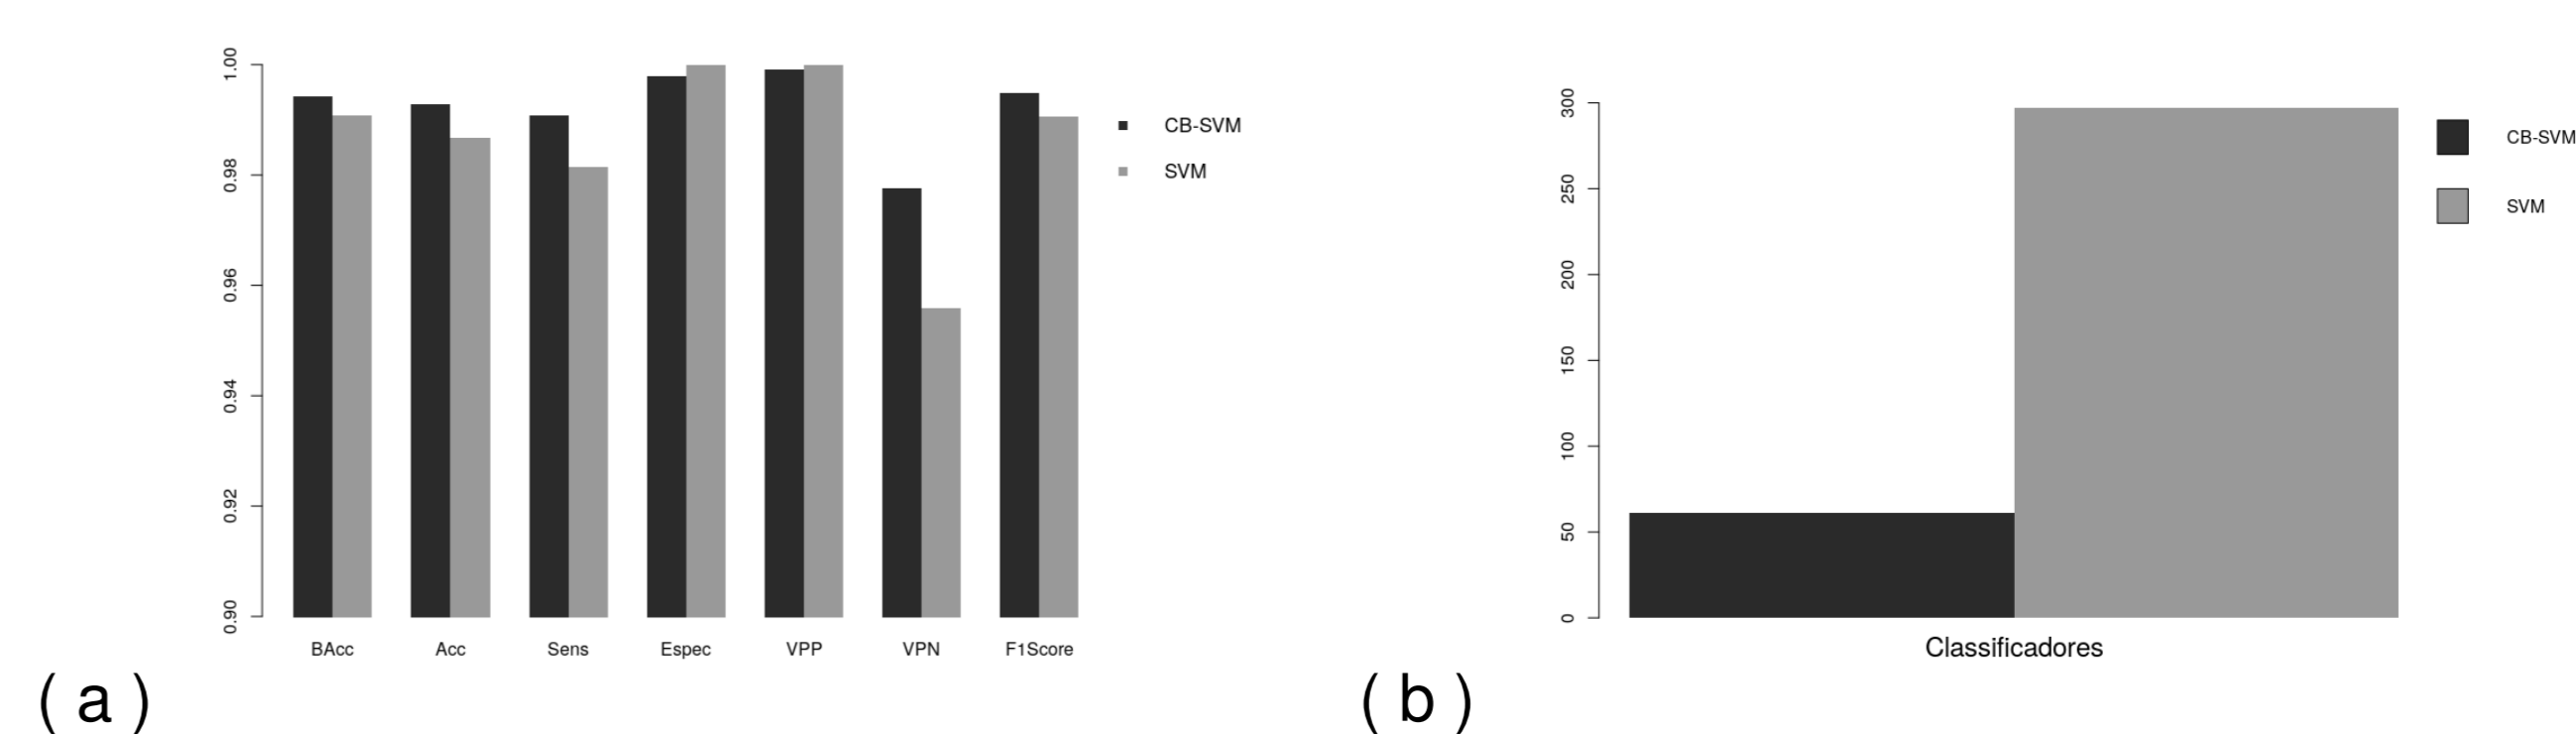 1.00
0.98
0.96
0.94
0.92
0.90
BAcc Acc Sens Espec VPP VPN F1Score
CB-SVM
SVM
( a )
300
250
200
150
100
50
0
Classificadores
CB-SVM
SVM
( b )